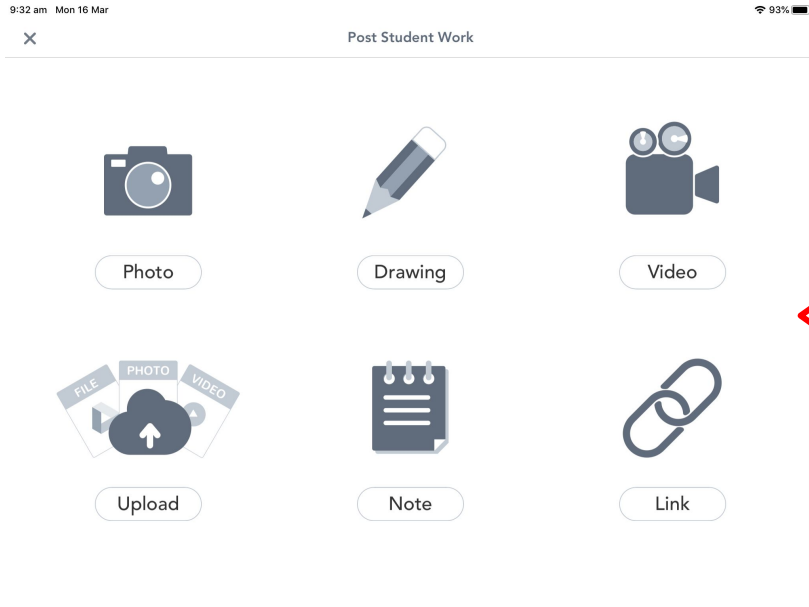 9:32 am Mon 16 Mar 93%
Post Student Work
Photo Drawing Video
FILE PHOTO VIDEO
Upload Note Link